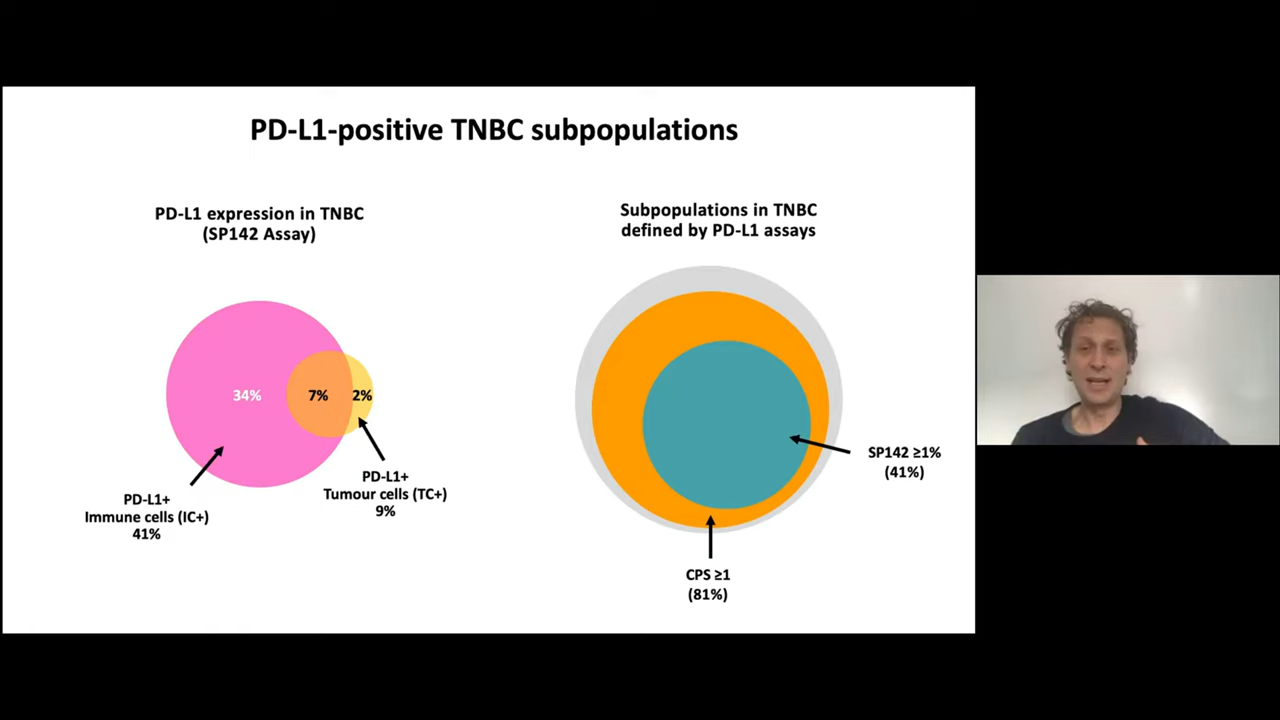 PD-L1-positive TNBC subpopulations
PD-L1 expression in TNBC
(SP142 Assay)
34%
7%
2%
PD-L1+
Immune cells (IC+)
41%
PD-L1+
Tumour cells (TC+)
9%
Subpopulations in TNBC
defined by PD-L1 assays
SP142 ≥1%
(41%)
CPS ≥1
(81%)